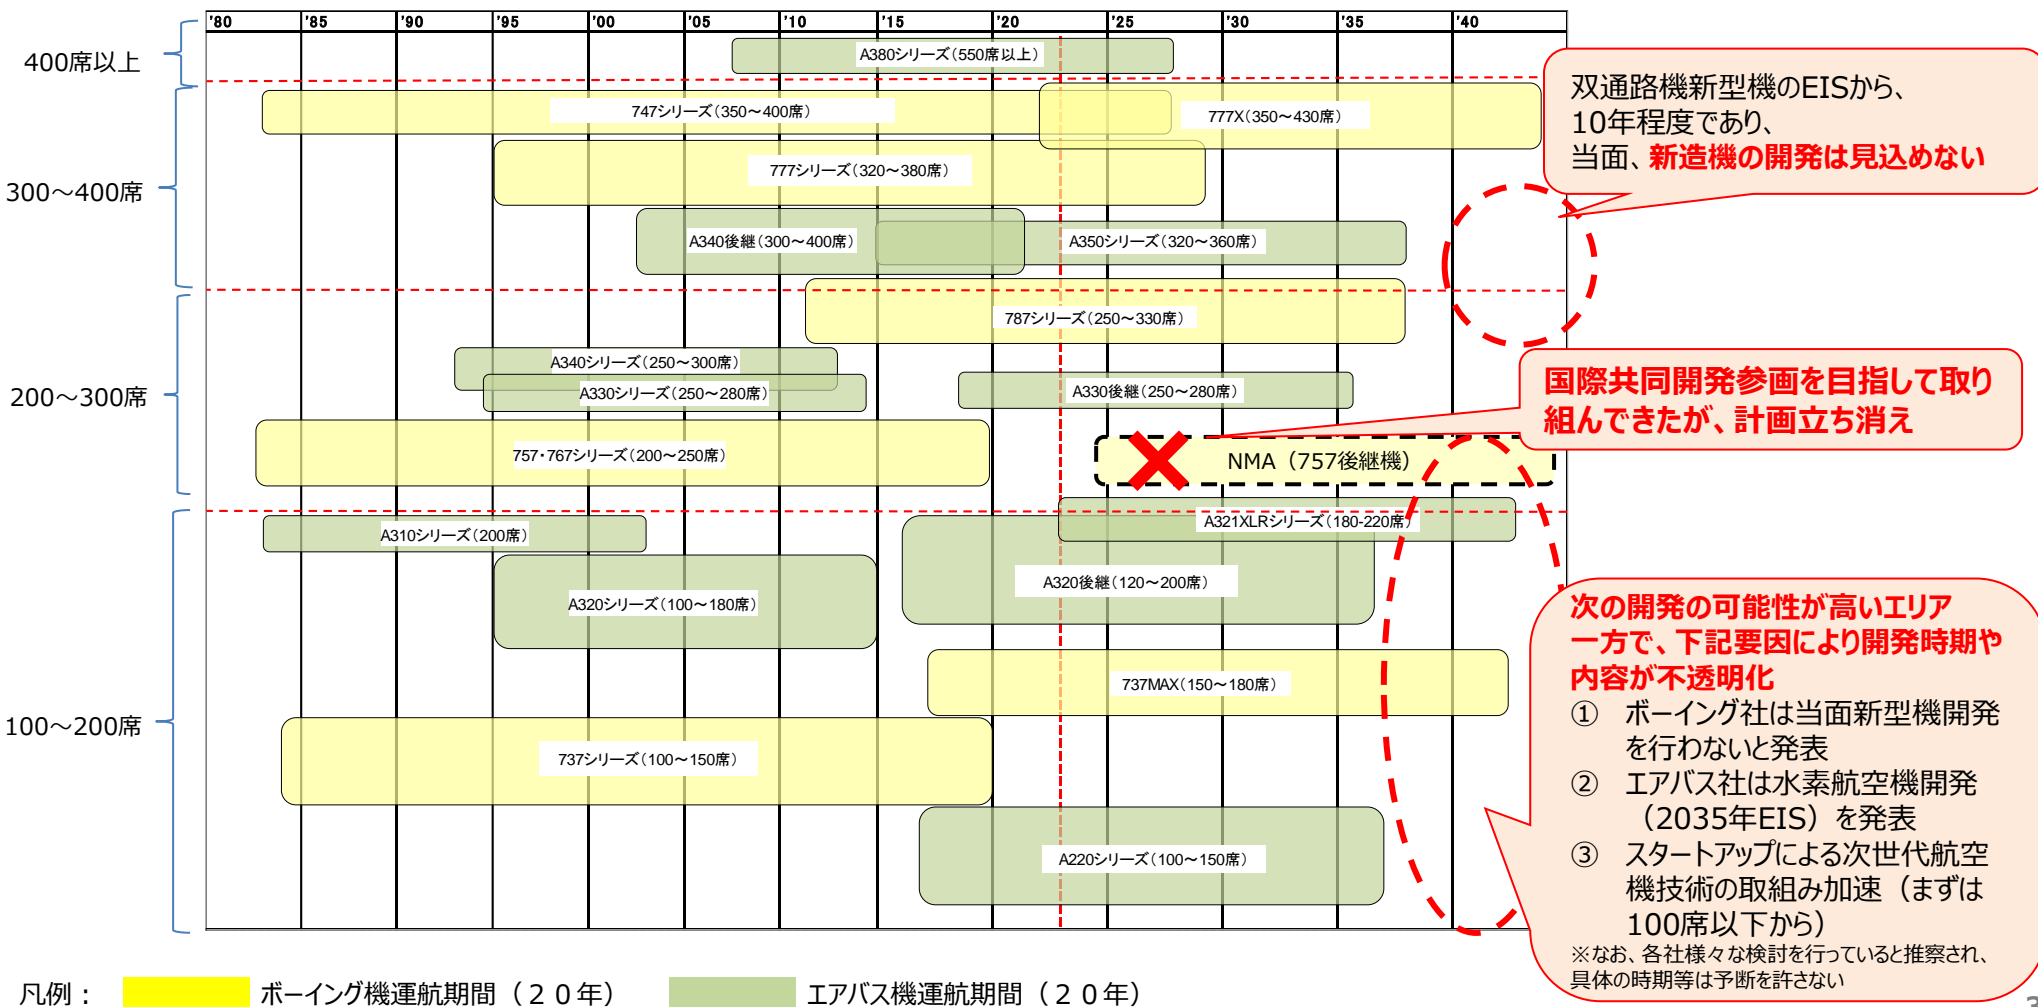 '80 '85 '90 '95 '00 '05 '10 '15 '20 '25 '30 '35 '40
400席以上
A380シリーズ(550席以上)
300～400席
747シリーズ(350～400席)
777X(350～430席)
777シリーズ(320～380席)
A340後継(300～400席)
A350シリーズ(320～360席)
200～300席
787シリーズ(250～330席)
A340シリーズ(250～300席)
A330シリーズ(250～280席)
A330後継(250～280席)
757・767シリーズ(200～250席)
NMA（757後継機）
100～200席
A321XLRシリーズ(180-220席)
A310シリーズ(200席)
A320シリーズ(100～180席)
A320後継(120～200席)
737MAX(150～180席)
737シリーズ(100～150席)
A220シリーズ(100～150席)
双通路機新型機のEISから、
10年程度であり、
当面、新造機の開発は見込めない
国際共同開発参画を目指して取り
組んできたが、計画立ち消え
次の開発の可能性が高いエリア
一方で、下記要因により開発時期や
内容が不透明化
① ボーイング社は当面新型機開発
を行わないと発表
② エアバス社は水素航空機開発
（2035年EIS）を発表
③ スタートアップによる次世代航空
機技術の取組み加速（まずは
100席以下から）
※なお、各社様々な検討を行っていると推察され、
具体の時期等は予断を許さない
凡例： ボーイング機運航期間（２０年） エアバス機運航期間（２０年）